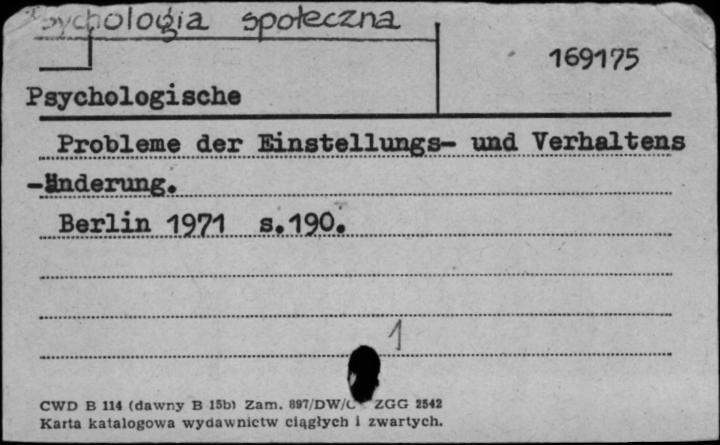 Psychologia społeczna
169175
Psychologische
Probleme der Einstellungs- und Verhaltens
-änderung.
Berlin 1971 s.190.
1
CWD B 114 (dawny B 15b) Zam. 897/DW/C ZGG 2542
Karta katalogowa wydawnictw ciągłych i zwartych.